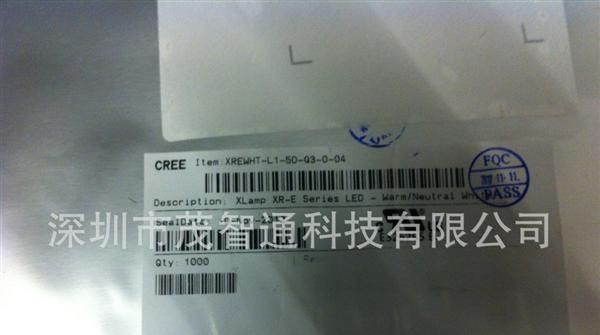 CREE Item:XREWHT-L1-5D-Q3-0-04
FQC
PASS
Description: XLamp XR-E Series LED - Warm/Neutral
SealDate:
深圳市茂智通科技有限公司
Qty: 1000